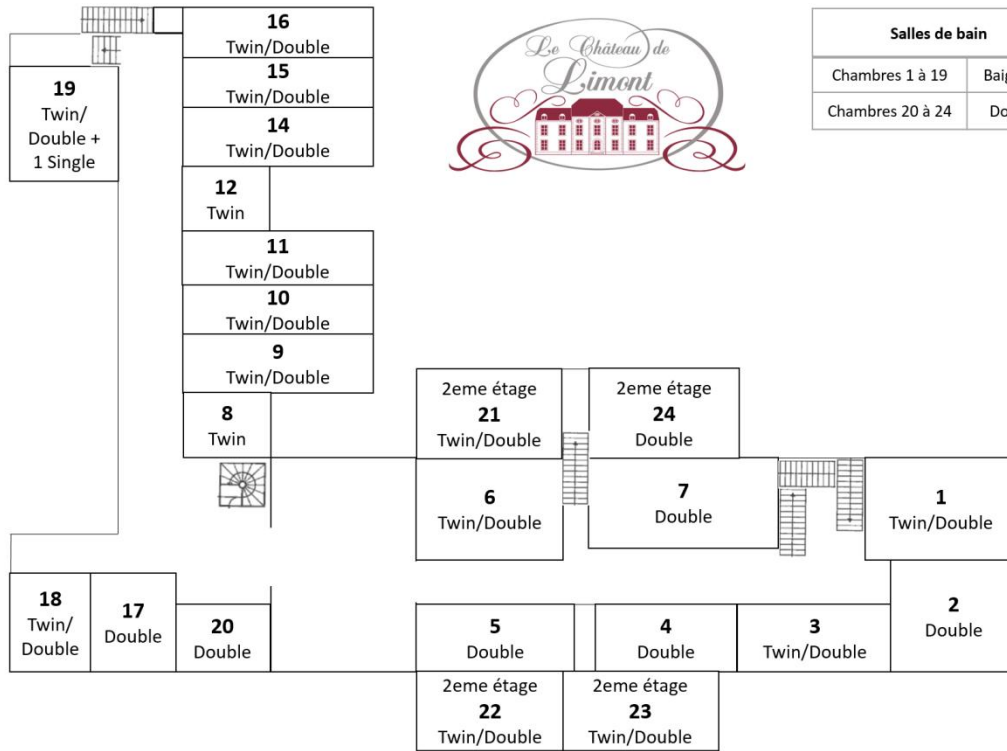 16
Twin/Double
15
Twin/Double
14
Twin/Double
12
Twin
11
Twin/Double
10
Twin/Double
9
Twin/Double
8
Twin
19
Twin/
Double +
1 Single
Le Château de
Limont
Salles de bain
Chambres 1 à 19
Chambres 20 à 24
2eme étage
21
Twin/Double
2eme étage
24
Double
6
Twin/Double
7
Double
1
Twin/Double
18
Twin/
Double
17
Double
20
Double
5
Double
4
Double
3
Twin/Double
2
Double
2eme étage
22
Twin/Double
2eme étage
23
Twin/Double